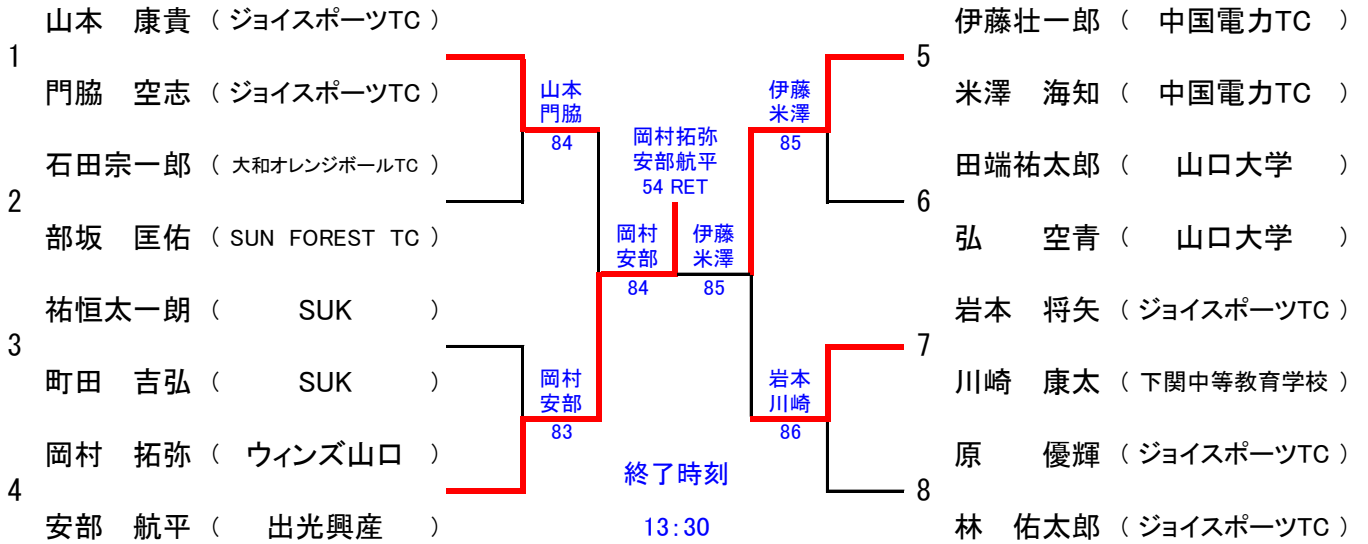 1
山本　康貴（ ジョイスポーツTC ）
門脇　空志（ ジョイスポーツTC ）
2
石田宗一郎（ 大和オレンジボールTC ）
部坂　匡佑（ SUN FOREST TC ）
3
祐恒太一朗（ SUK ）
町田　吉弘（ SUK ）
4
岡村　拓弥（ ウィンズ山口 ）
安部　航平（ 出光興産 ）
山本
門脇
84
岡村
安部
83
岡村
安部
84
岡村拓弥
安部航平
54 RET
伊藤
米澤
85
伊藤
米澤
85
岩本
川崎
86
終了時刻
13:30
5
伊藤壮一郎（ 中国電力TC ）
米澤　海知（ 中国電力TC ）
6
田端祐太郎（ 山口大学 ）
弘　空青（ 山口大学 ）
7
岩本　将矢（ ジョイスポーツTC ）
川崎　康太（ 下関中等教育学校 ）
8
原　優輝（ ジョイスポーツTC ）
林　佑太郎（ ジョイスポーツTC ）